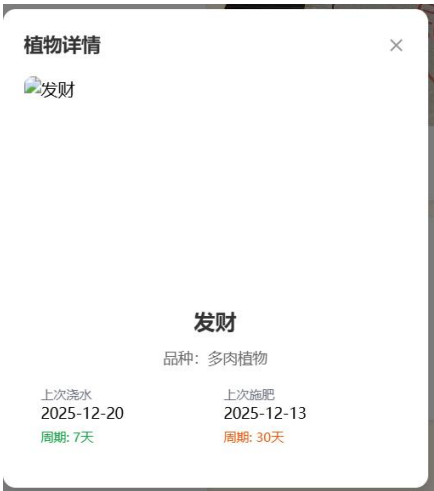 植物详情
发财
发财
品种：多肉植物
上次浇水
2025-12-20
周期: 7天
上次施肥
2025-12-13
周期: 30天